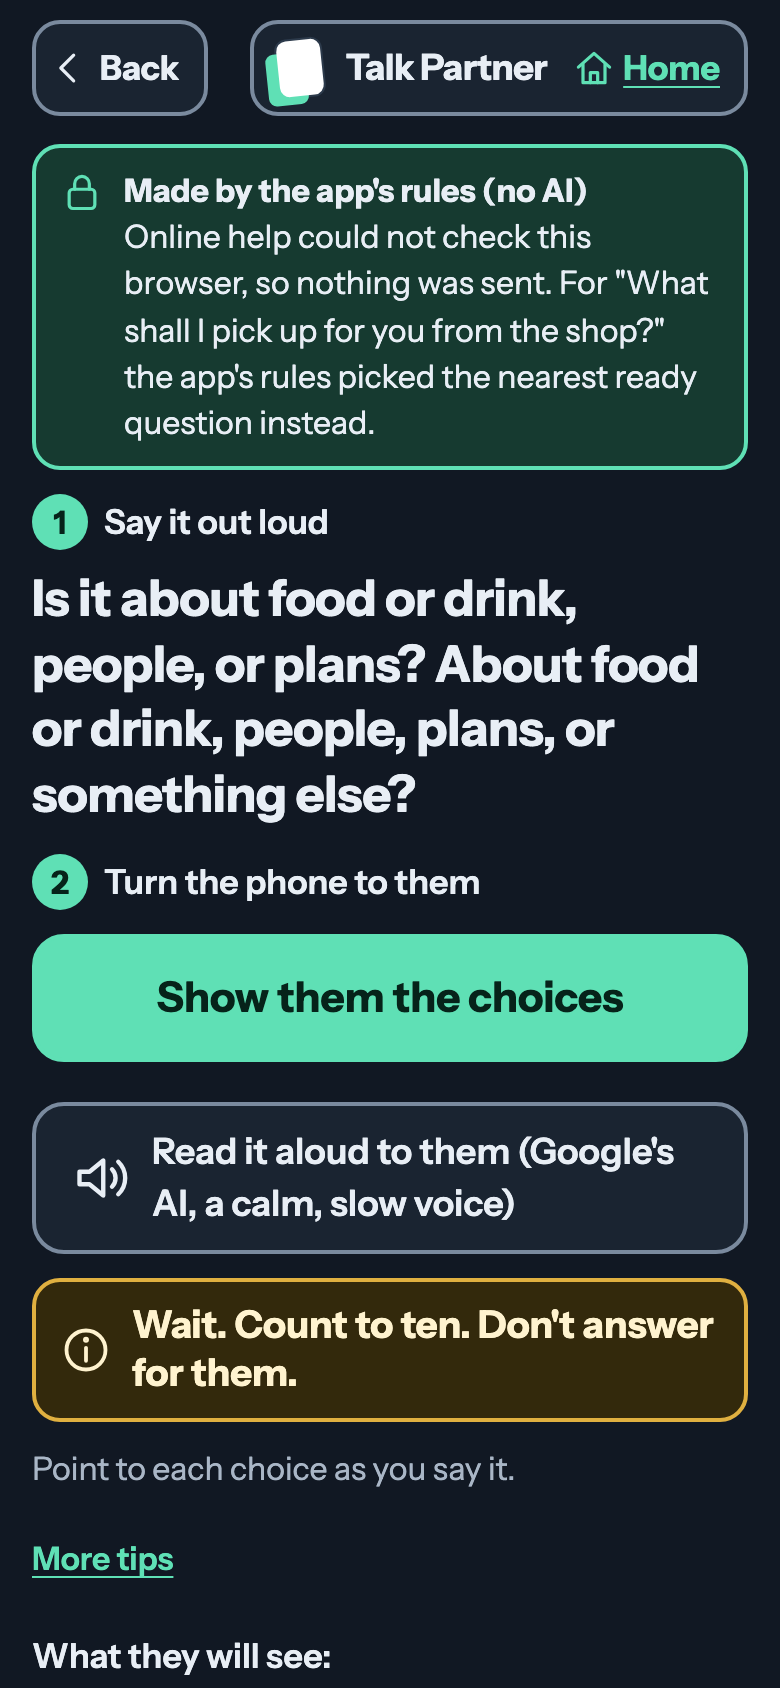 Back
Talk Partner
Home
Made by the app's rules (no AI)
Online help could not check this
browser, so nothing was sent. For "What
shall I pick up for you from the shop?"
the app's rules picked the nearest ready
question instead.
1 Say it out loud
Is it about food or drink,
people, or plans? About food
or drink, people, plans, or
something else?
2 Turn the phone to them
Show them the choices
Read it aloud to them (Google's
AI, a calm, slow voice)
Wait. Count to ten. Don't answer
for them.
Point to each choice as you say it.
More tips
What they will see: